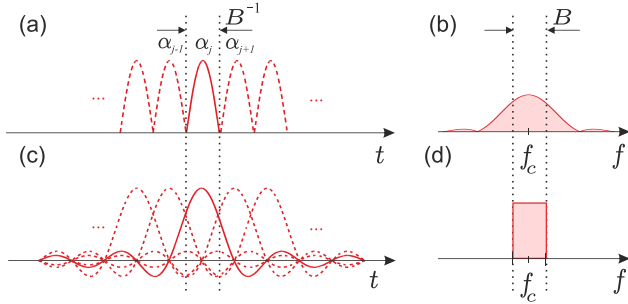 (a)
B⁻¹
α_{j-1} α_j α_{j+1}
... ...
t
(b)
B
f_c
f
(c)
... ...
t
(d)
f_c
f